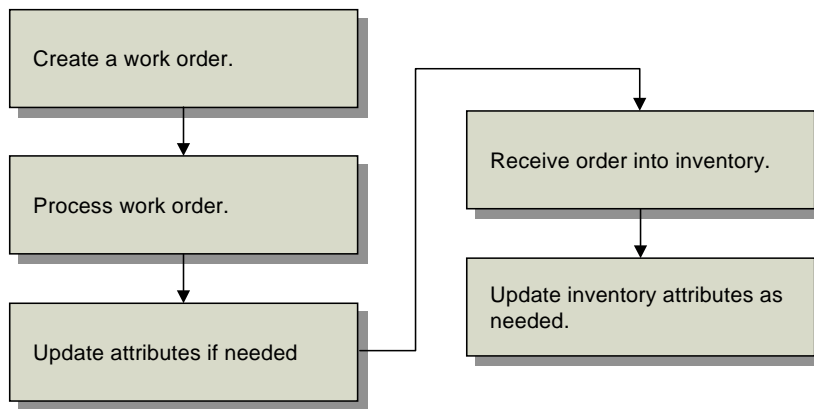 Create a work order.
Process work order.
Update attributes if needed
Receive order into inventory.
Update inventory attributes as
needed.